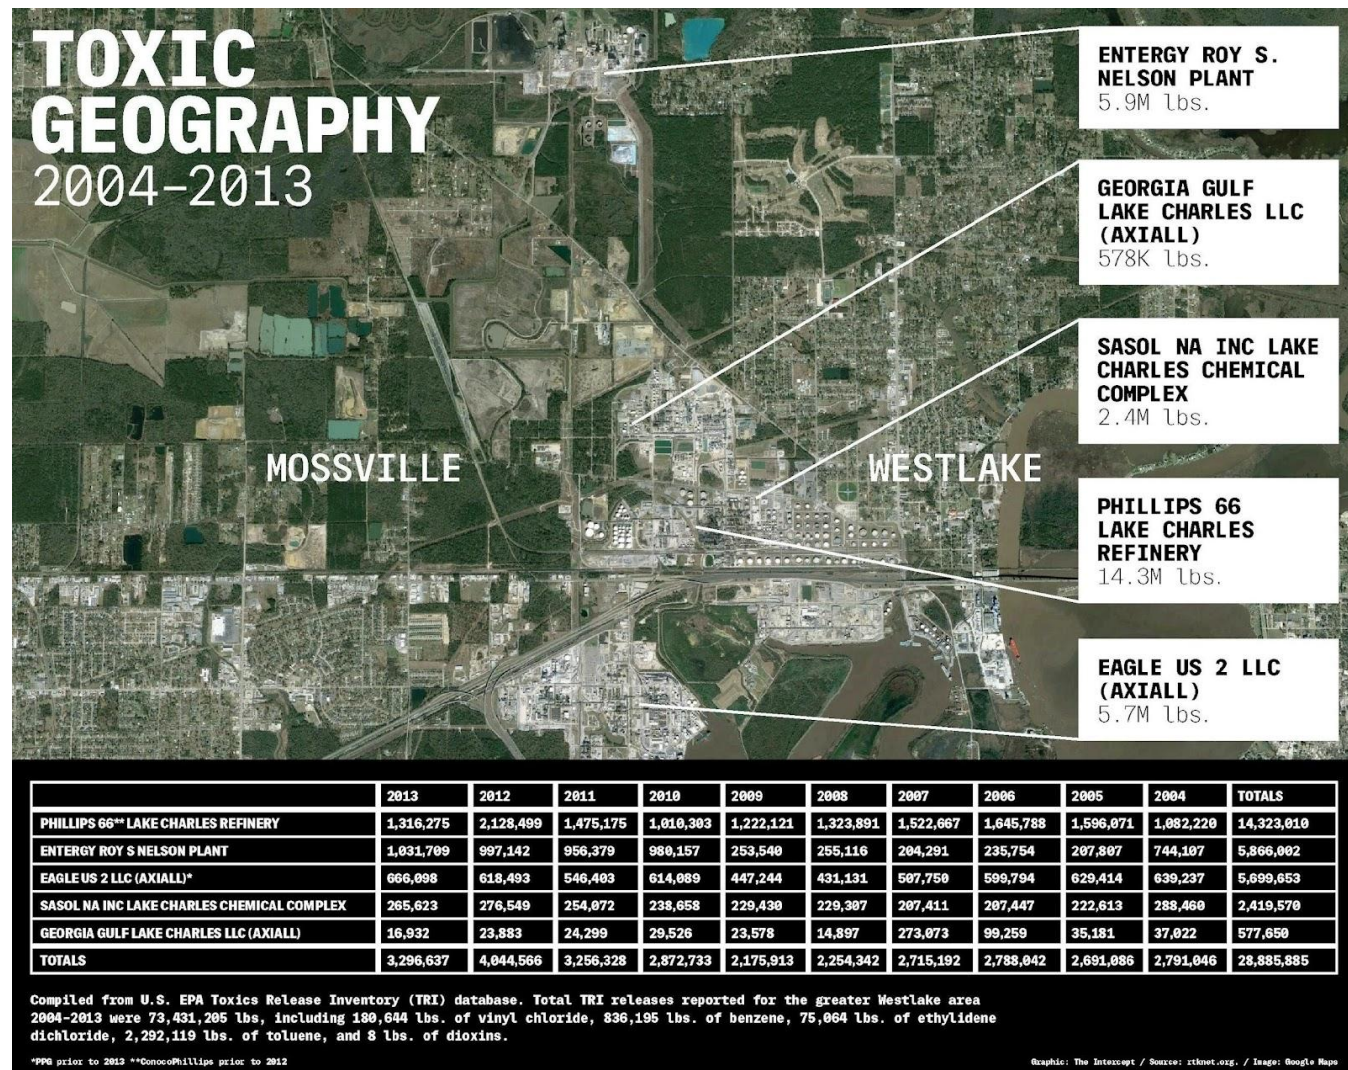 TOXIC
GEOGRAPHY
2004–2013
ENTERGY ROY S.
NELSON PLANT
5.9M lbs.
GEORGIA GULF
LAKE CHARLES LLC
(AXIALL)
578K lbs.
SASOL NA INC LAKE
CHARLES CHEMICAL
COMPLEX
2.4M lbs.
MOSSVILLE
WESTLAKE
PHILLIPS 66
LAKE CHARLES
REFINERY
14.3M lbs.
EAGLE US 2 LLC
(AXIALL)
5.7M lbs.
2013 2012 2011 2010 2009 2008 2007 2006 2005 2004 TOTALS
PHILLIPS 66** LAKE CHARLES REFINERY 1,316,275 2,128,499 1,475,175 1,010,303 1,222,121 1,323,891 1,522,667 1,645,788 1,596,071 1,082,220 14,323,010
ENTERGY ROY S NELSON PLANT 1,031,709 997,142 956,379 980,157 253,540 255,116 204,291 235,754 207,807 744,107 5,866,002
EAGLE US 2 LLC (AXIALL)* 666,098 618,493 546,403 614,089 447,244 431,131 507,750 599,794 629,414 639,237 5,699,653
SASOL NA INC LAKE CHARLES CHEMICAL COMPLEX 265,623 276,549 254,072 238,658 229,430 229,307 207,411 207,447 222,613 288,460 2,419,570
GEORGIA GULF LAKE CHARLES LLC (AXIALL) 16,932 23,883 24,299 29,526 23,578 14,897 273,073 99,259 35,181 37,022 577,650
TOTALS 3,296,637 4,044,566 3,256,328 2,872,733 2,175,913 2,254,342 2,715,192 2,788,042 2,691,086 2,791,046 28,885,885
Compiled from U.S. EPA Toxics Release Inventory (TRI) database. Total TRI releases reported for the greater Westlake area
2004–2013 were 73,431,205 lbs, including 180,644 lbs. of vinyl chloride, 836,195 lbs. of benzene, 75,064 lbs. of ethylidene
dichloride, 2,292,119 lbs. of toluene, and 8 lbs. of dioxins.
*PPG prior to 2013 **ConocoPhillips prior to 2012
Graphic: The Intercept / Source: rtknet.org. / Image: Google Maps